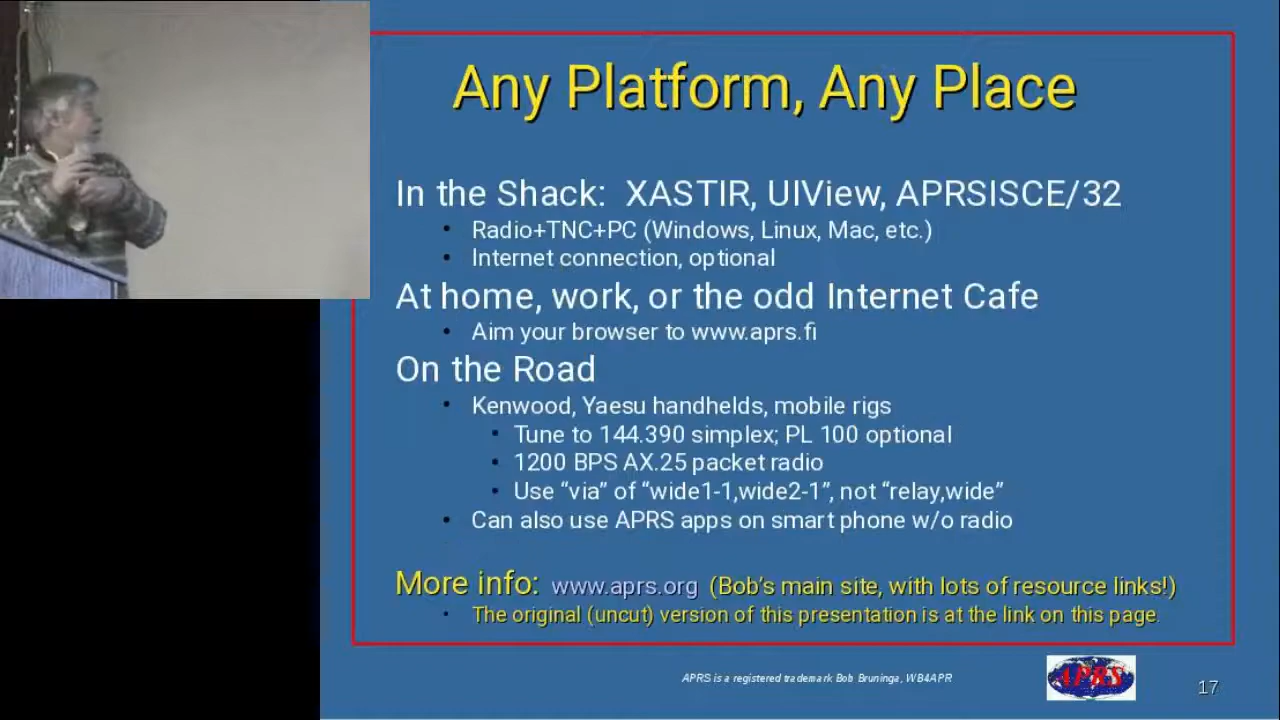 Any Platform, Any Place
In the Shack: XASTIR, UIView, APRSISCE/32
• Radio+TNC+PC (Windows, Linux, Mac, etc.)
• Internet connection, optional
At home, work, or the odd Internet Cafe
• Aim your browser to www.aprs.fi
On the Road
• Kenwood, Yaesu handhelds, mobile rigs
• Tune to 144.390 simplex; PL 100 optional
• 1200 BPS AX.25 packet radio
• Use “via” of “wide1-1,wide2-1”, not “relay,wide”
• Can also use APRS apps on smart phone w/o radio
More info: www.aprs.org (Bob’s main site, with lots of resource links!)
• The original (uncut) version of this presentation is at the link on this page.
APRS is a registered trademark Bob Bruninga, WB4APR
APRS
17